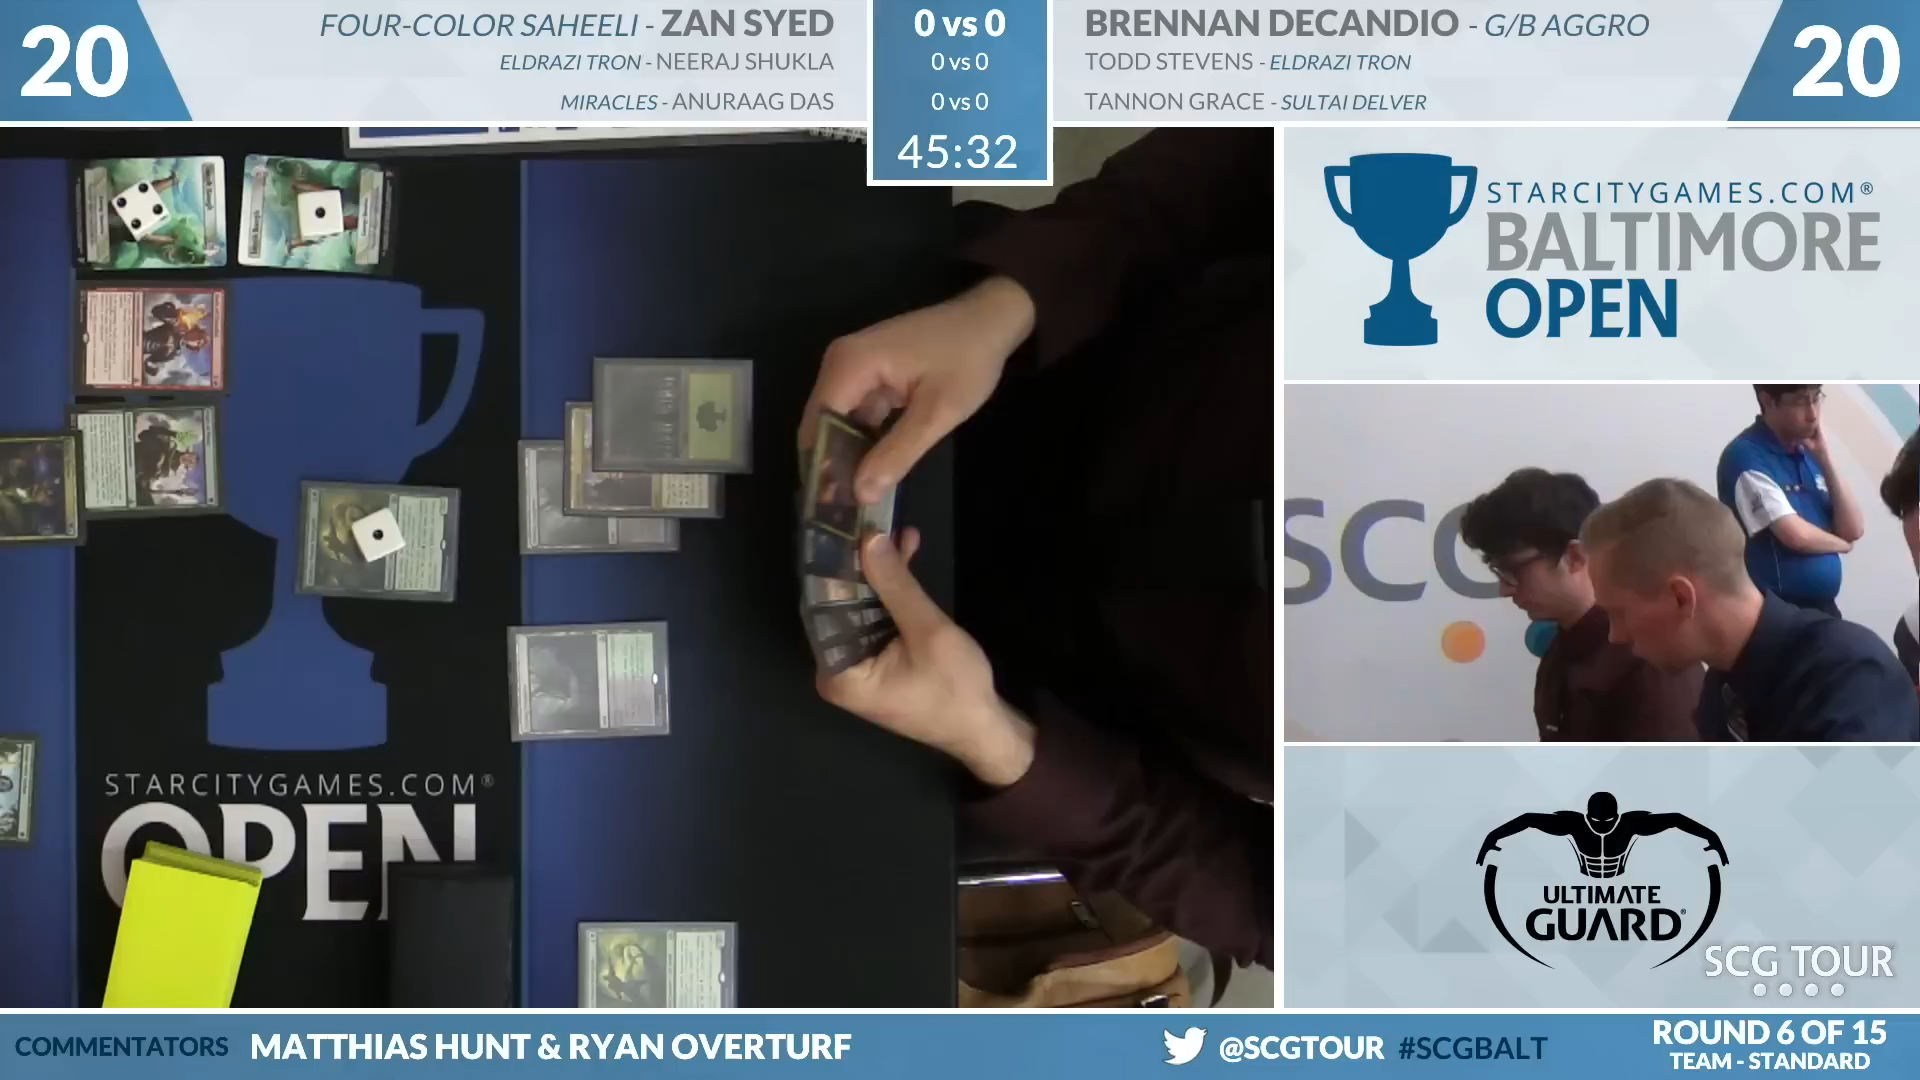 20
FOUR-COLOR SAHEELI - ZAN SYED
ELDRAZI TRON - NEERAJ SHUKLA
MIRACLES - ANURAAG DAS
0 vs 0
0 vs 0
0 vs 0
45:32
BRENNAN DECANDIO - G/B AGGRO
TODD STEVENS - ELDRAZI TRON
TANNON GRACE - SULTAI DELVER
20
STARCITYGAMES.COM®
BALTIMORE
OPEN
SCG
STARCITYGAMES.COM®
OPEN
ULTIMATE
GUARD®
SCG TOUR
COMMENTATORS MATTHIAS HUNT & RYAN OVERTURF
@SCGTOUR #SCGBALT
ROUND 6 OF 15
TEAM - STANDARD